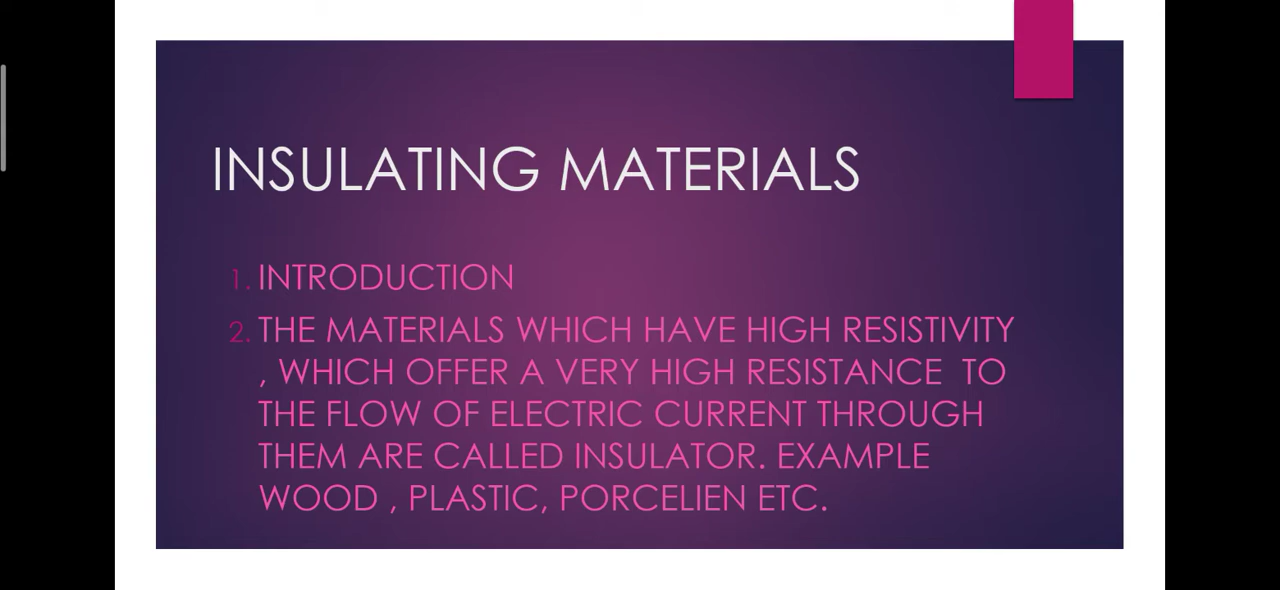 INSULATING MATERIALS
1. INTRODUCTION
2. THE MATERIALS WHICH HAVE HIGH RESISTIVITY
, WHICH OFFER A VERY HIGH RESISTANCE TO
THE FLOW OF ELECTRIC CURRENT THROUGH
THEM ARE CALLED INSULATOR. EXAMPLE
WOOD , PLASTIC, PORCELIEN ETC.